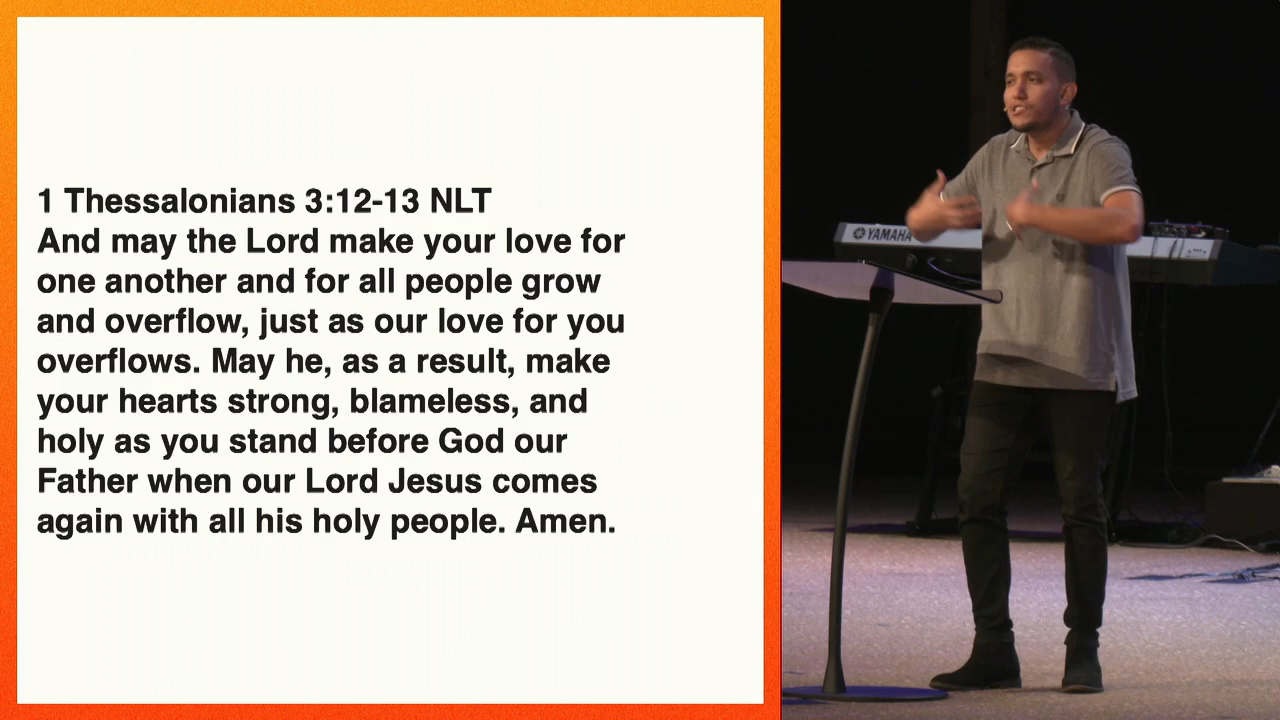 1 Thessalonians 3:12-13 NLT
And may the Lord make your love for
one another and for all people grow
and overflow, just as our love for you
overflows. May he, as a result, make
your hearts strong, blameless, and
holy as you stand before God our
Father when our Lord Jesus comes
again with all his holy people. Amen.
YAMAHA